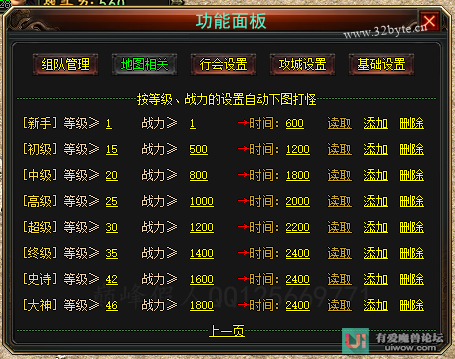 功能面板
www.32byte.cn
组队管理 地图相关 行会设置 攻城设置 基础设置
按等级、战力的设置自动下图打怪
[新手] 等级≥ 1 战力≥ 1 →时间: 600 读取 添加 删除
[初级] 等级≥ 15 战力≥ 500 →时间: 1200 读取 添加 删除
[中级] 等级≥ 20 战力≥ 800 →时间: 1800 读取 添加 删除
[高级] 等级≥ 25 战力≥ 1000 →时间: 2000 读取 添加 删除
[超级] 等级≥ 30 战力≥ 1200 →时间: 2200 读取 添加 删除
[终级] 等级≥ 35 战力≥ 1400 →时间: 2400 读取 添加 删除
[史诗] 等级≥ 42 战力≥ 1600 →时间: 2400 读取 添加 删除
[大神] 等级≥ 46 战力≥ 1800 →时间: 2400 读取 添加 删除
上一页
有爱魔兽论坛
uiwow.com